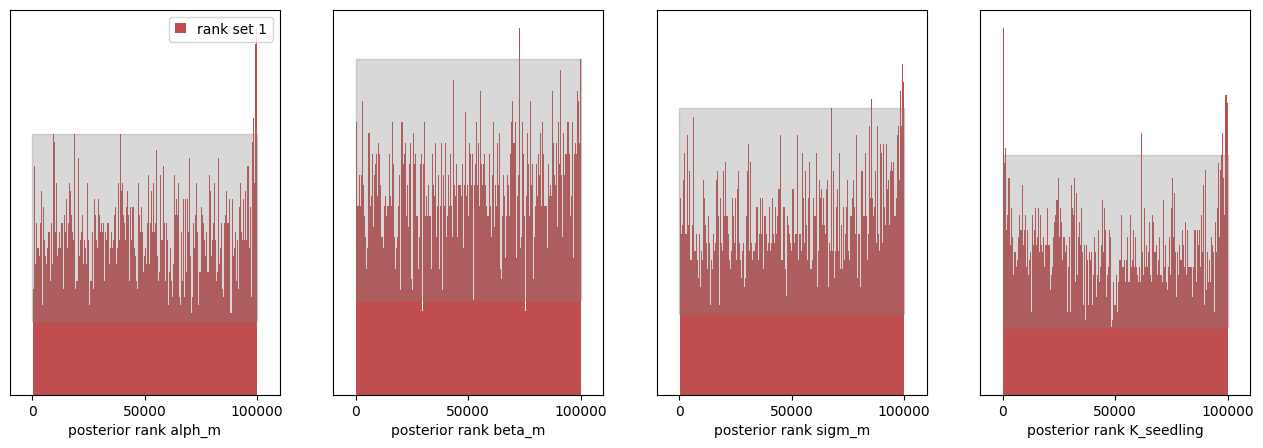 rank set 1
0 50000 100000 0 50000 100000 0 50000 100000 0 50000 100000
posterior rank alph_m posterior rank beta_m posterior rank sigm_m posterior rank K_seedling